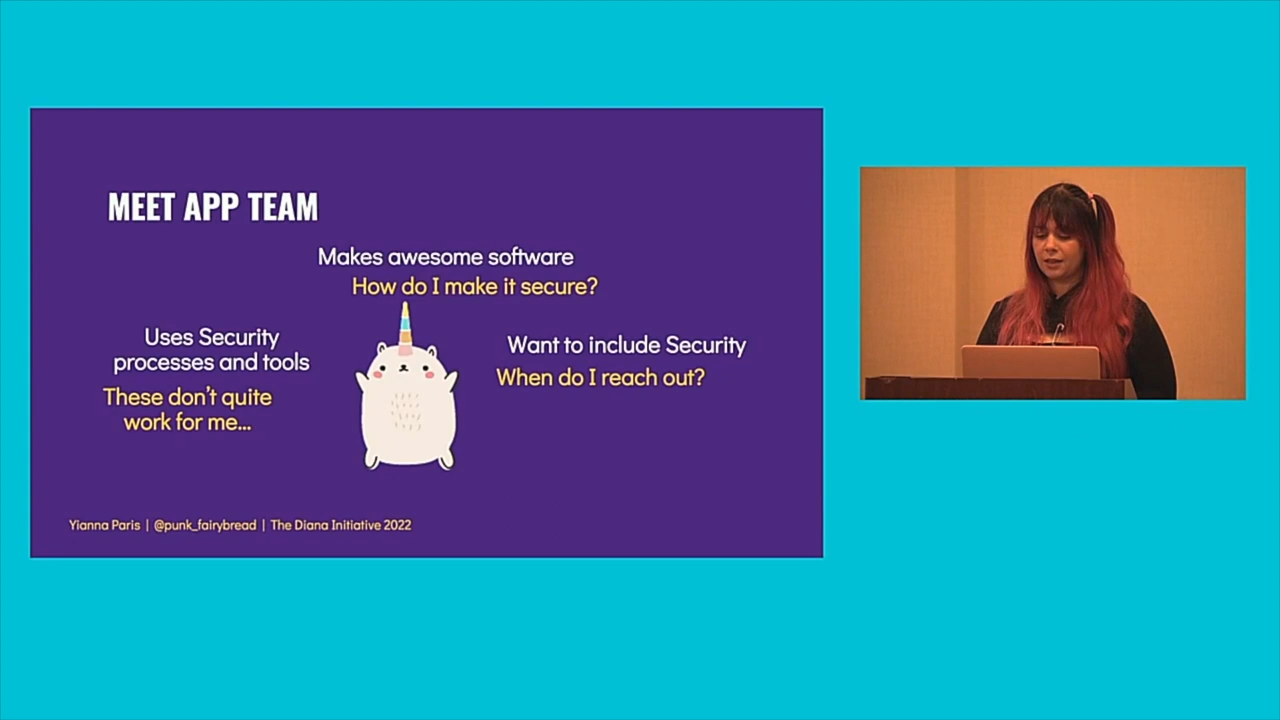 MEET APP TEAM
Makes awesome software
How do I make it secure?
Uses Security
processes and tools
These don't quite
work for me...
Want to include Security
When do I reach out?
Yianna Paris | @punk_fairybread | The Diana Initiative 2022